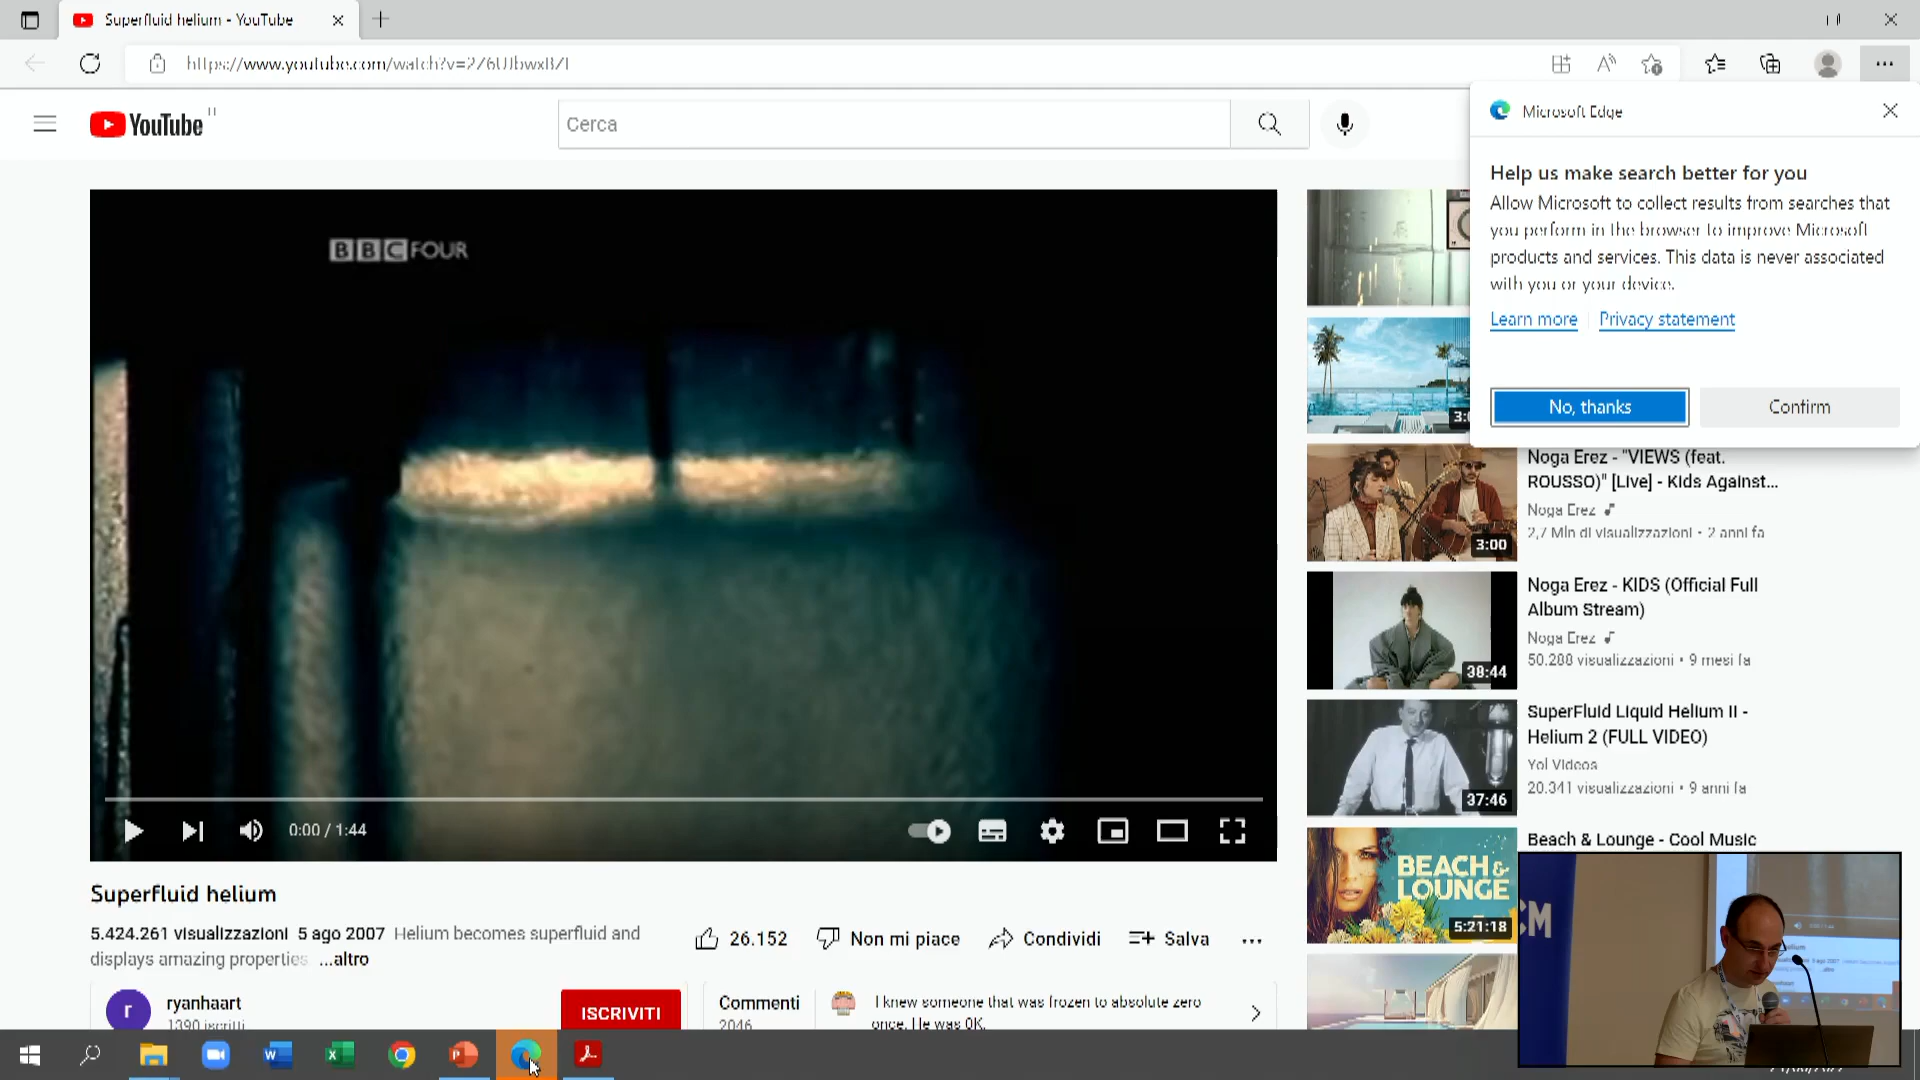 Superfluid helium - YouTube
YouTube
IT
Cerca
Microsoft Edge
Help us make search better for you
Allow Microsoft to collect results from searches that
you perform in the browser to improve Microsoft
products and services. This data is never associated
with you or your device.
Learn more
Privacy statement
No, thanks
Confirm
BBC FOUR
0:00 / 1:44
Noga Erez - "VIEWS (feat.
ROUSSO)" [Live] - Kids Against...
Noga Erez
2,7 Mln di visualizzazioni • 2 anni fa
3:00
Noga Erez - KIDS (Official Full
Album Stream)
Noga Erez
50.288 visualizzazioni • 9 mesi fa
38:44
SuperFluid Liquid Helium II -
Helium 2 (FULL VIDEO)
Yol Videos
20.341 visualizzazioni • 9 anni fa
37:46
Beach & Lounge - Cool Music
BEACH &
LOUNGE
5:21:18
Superfluid helium
5.424.261 visualizzazioni 5 ago 2007 Helium becomes superfluid and
displays amazing properties ...altro
26.152
Non mi piace
Condividi
Salva
r
ryanhaart
1390 iscritti
ISCRIVITI
Commenti
2046
I knew someone that was frozen to absolute zero
once. He was 0K.